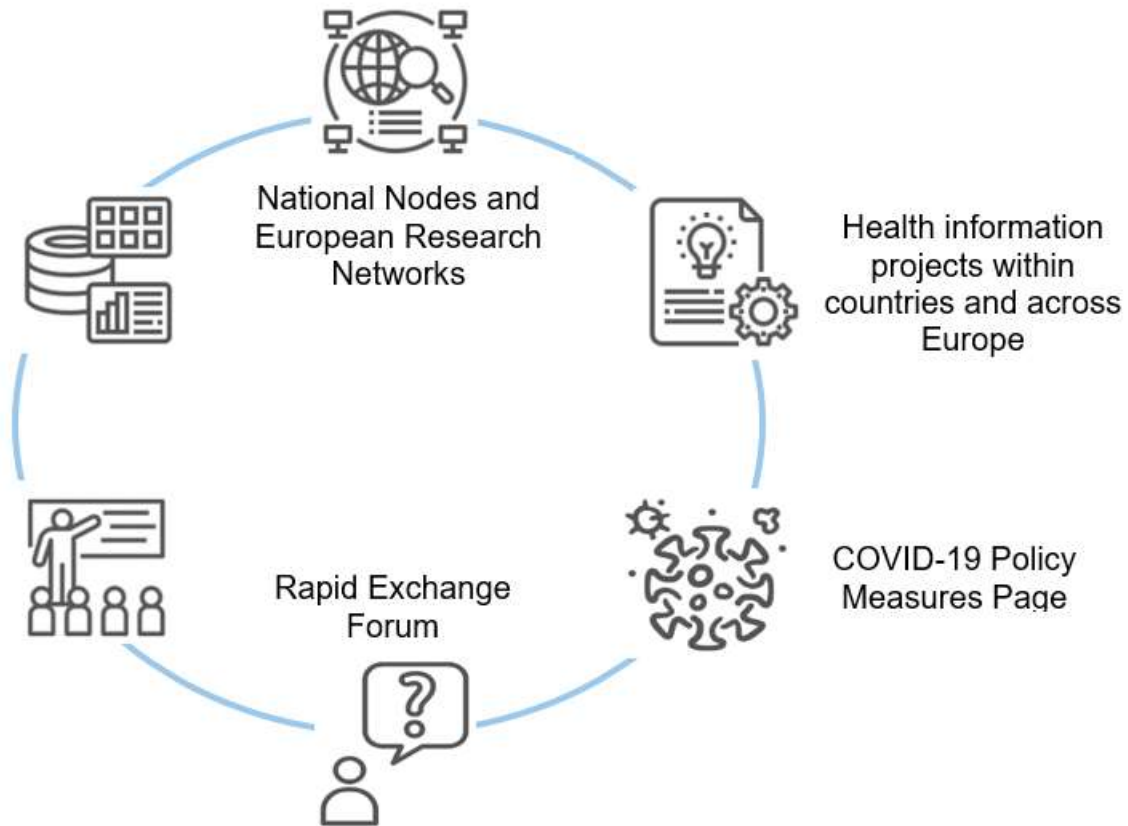 National Nodes and
European Research
Networks
Health information
projects within
countries and across
Europe
COVID-19 Policy
Measures Page
Rapid Exchange
Forum
?